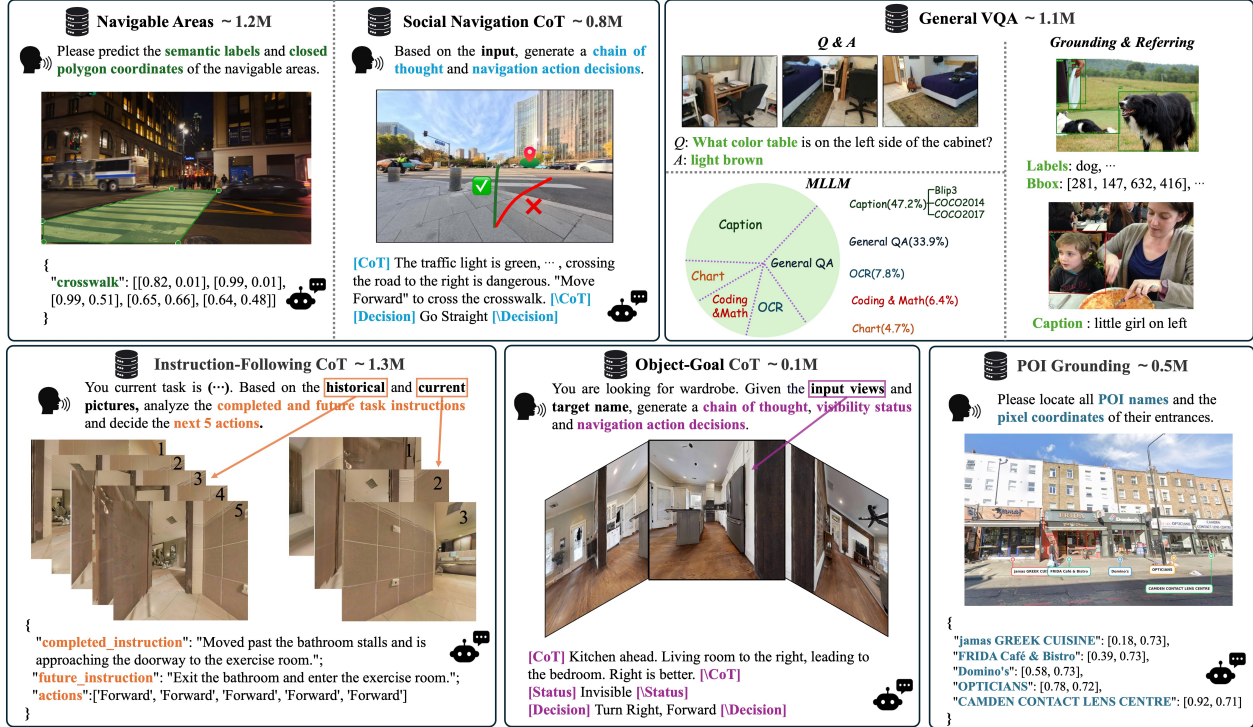 Navigable Areas ~ 1.2M
Please predict the semantic labels and closed
polygon coordinates of the navigable areas.
{
"crosswalk": [[0.82, 0.01], [0.99, 0.01],
[0.99, 0.51], [0.65, 0.66], [0.64, 0.48]]
}
Social Navigation CoT ~ 0.8M
Based on the input, generate a chain of
thought and navigation action decisions.
[CoT] The traffic light is green, ··· , crossing
the road to the right is dangerous. "Move
Forward" to cross the crosswalk. [\CoT]
[Decision] Go Straight [\Decision]
General VQA ~ 1.1M
Q & A
Q: What color table is on the left side of the cabinet?
A: light brown
MLLM
Caption
General QA
OCR
Coding
&Math
Chart
Caption(47.2%)
Blip3
COCO2014
COCO2017
General QA(33.9%)
OCR(7.8%)
Coding & Math(6.4%)
Chart(4.7%)
Grounding & Referring
Labels: dog, ···
Bbox: [281, 147, 632, 416], ···
Caption : little girl on left
Instruction-Following CoT ~ 1.3M
You current task is (···). Based on the historical and current
pictures, analyze the completed and future task instructions
and decide the next 5 actions.
1
2
3
4
5
1
2
3
{
"completed_instruction": "Moved past the bathroom stalls and is
approaching the doorway to the exercise room.";
"future_instruction": "Exit the bathroom and enter the exercise room.";
"actions":['Forward', 'Forward', 'Forward', 'Forward', 'Forward']
}
Object-Goal CoT ~ 0.1M
You are looking for wardrobe. Given the input views and
target name, generate a chain of thought, visibility status
and navigation action decisions.
[CoT] Kitchen ahead. Living room to the right, leading to
the bedroom. Right is better. [\CoT]
[Status] Invisible [\Status]
[Decision] Turn Right, Forward [\Decision]
POI Grounding ~ 0.5M
Please locate all POI names and the
pixel coordinates of their entrances.
jamas GREEK CUI
FRIDA Café & Bistro
Domino's
OPTICIANS
CAMDEN CONTACT LENS CENTRE
{
"jamas GREEK CUISINE": [0.18, 0.73],
"FRIDA Café & Bistro": [0.39, 0.73],
"Domino's": [0.58, 0.73],
"OPTICIANS": [0.78, 0.72],
"CAMDEN CONTACT LENS CENTRE": [0.92, 0.71]
}